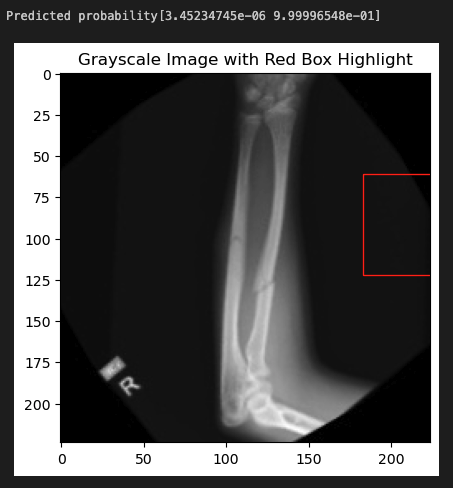 Predicted probability[3.45234745e-06 9.99996548e-01]
Grayscale Image with Red Box Highlight
0
25
50
75
100
125
150
175
200
R
0 50 100 150 200